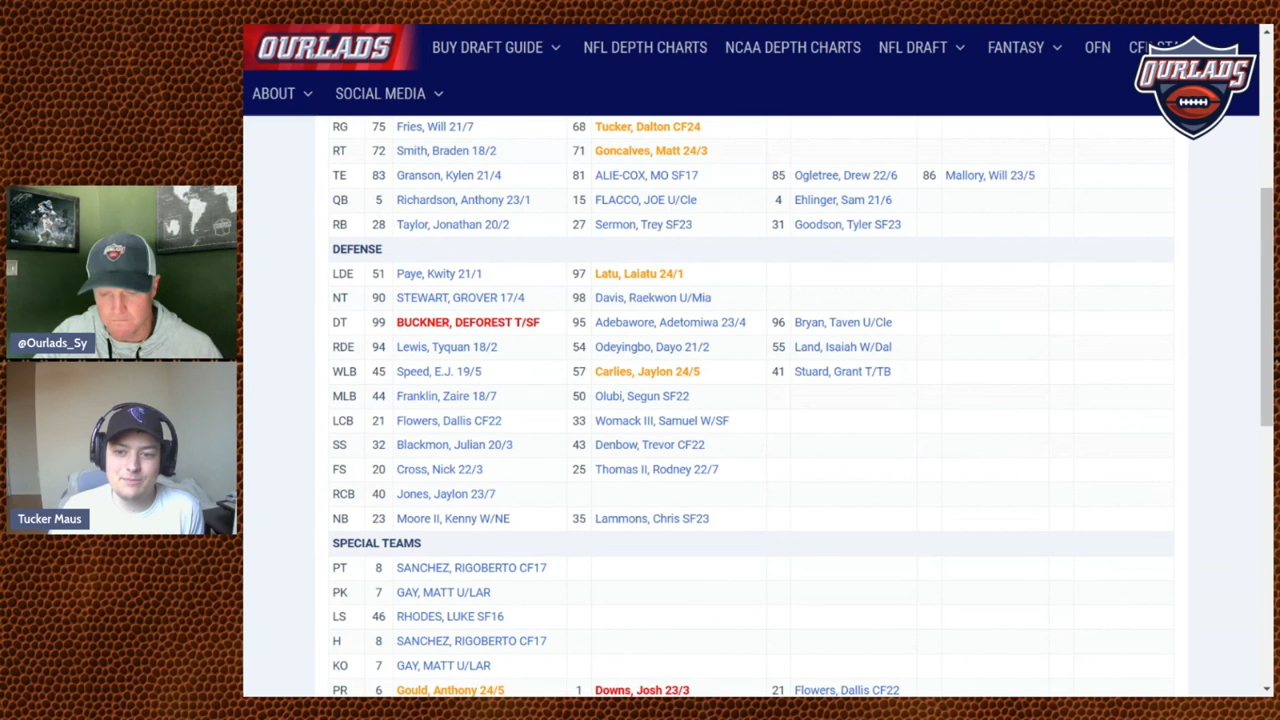 OURLADS BUY DRAFT GUIDE NFL DEPTH CHARTS NCAA DEPTH CHARTS NFL DRAFT FANTASY OFN
OURLADS
ABOUT SOCIAL MEDIA
RG 75 Fries, Will 21/7 68 Tucker, Dalton CF24
RT 72 Smith, Braden 18/2 71 Goncalves, Matt 24/3
TE 83 Granson, Kylen 21/4 81 ALIE-COX, MO SF17 85 Ogletree, Drew 22/6 86 Mallory, Will 23/5
QB 5 Richardson, Anthony 23/1 15 FLACCO, JOE U/Cle 4 Ehlinger, Sam 21/6
RB 28 Taylor, Jonathan 20/2 27 Sermon, Trey SF23 31 Goodson, Tyler SF23
DEFENSE
LDE 51 Paye, Kwity 21/1 97 Latu, Laiatu 24/1
NT 90 STEWART, GROVER 17/4 98 Davis, Raekwon U/Mia
DT 99 BUCKNER, DEFOREST T/SF 95 Adebawore, Adetomiwa 23/4 96 Bryan, Taven U/Cle
RDE 94 Lewis, Tyquan 18/2 54 Odeyingbo, Dayo 21/2 55 Land, Isaiah W/Dal
WLB 45 Speed, E.J. 19/5 57 Carlies, Jaylon 24/5 41 Stuard, Grant T/TB
MLB 44 Franklin, Zaire 18/7 50 Olubi, Segun SF22
LCB 21 Flowers, Dallis CF22 33 Womack III, Samuel W/SF
SS 32 Blackmon, Julian 20/3 43 Denbow, Trevor CF22
FS 20 Cross, Nick 22/3 25 Thomas II, Rodney 22/7
RCB 40 Jones, Jaylon 23/7
NB 23 Moore II, Kenny W/NE 35 Lammons, Chris SF23
SPECIAL TEAMS
PT 8 SANCHEZ, RIGOBERTO CF17
PK 7 GAY, MATT U/LAR
LS 46 RHODES, LUKE SF16
H 8 SANCHEZ, RIGOBERTO CF17
KO 7 GAY, MATT U/LAR
PR 6 Gould, Anthony 24/5 1 Downs, Josh 23/3 21 Flowers, Dallis CF22
@Ourlads_Sy
Tucker Maus